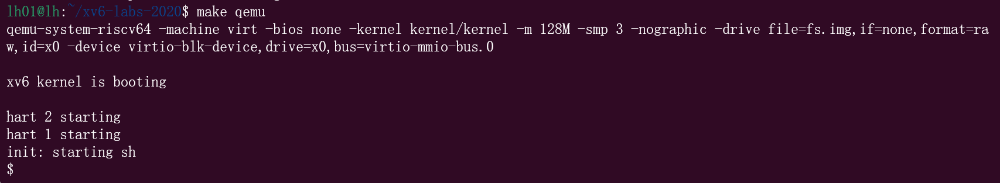 lh01@lh:~/xv6-labs-2020$ make qemu
qemu-system-riscv64 -machine virt -bios none -kernel kernel/kernel -m 128M -smp 3 -nographic -drive file=fs.img,if=none,format=ra
w,id=x0 -device virtio-blk-device,drive=x0,bus=virtio-mmio-bus.0
xv6 kernel is booting
hart 2 starting
hart 1 starting
init: starting sh
$